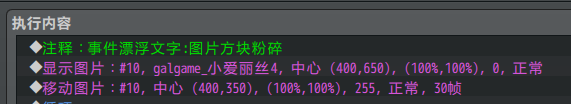 执行内容
◆注释：事件漂浮文字:图片方块粉碎
◆显示图片：#10, galgame_小爱丽丝4, 中心 (400,650), (100%,100%), 0, 正常
◆移动图片：#10, 中心 (400,350), (100%,100%), 255, 正常, 30帧